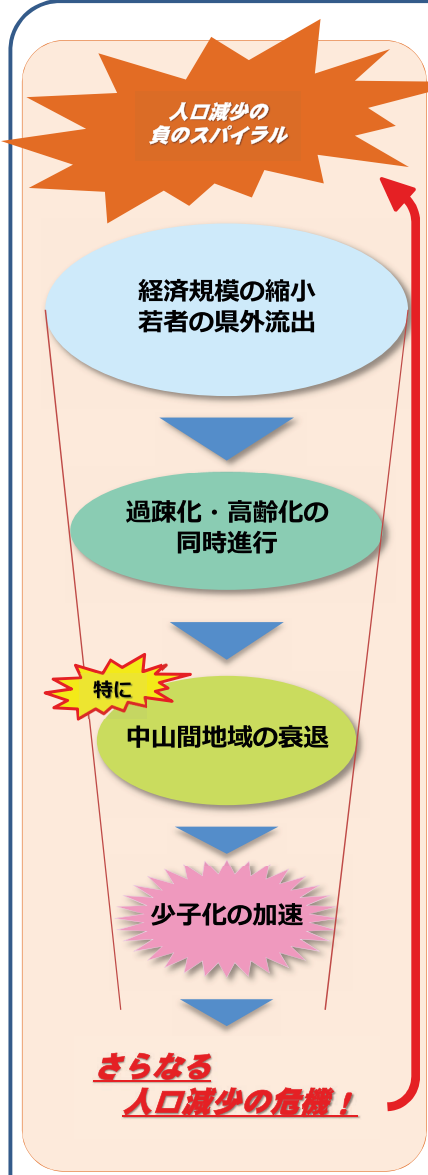 人口減少の
負のスパイラル
経済規模の縮小
若者の県外流出
過疎化・高齢化の
同時進行
特に
中山間地域の衰退
少子化の加速
さらなる
人口減少の危機！